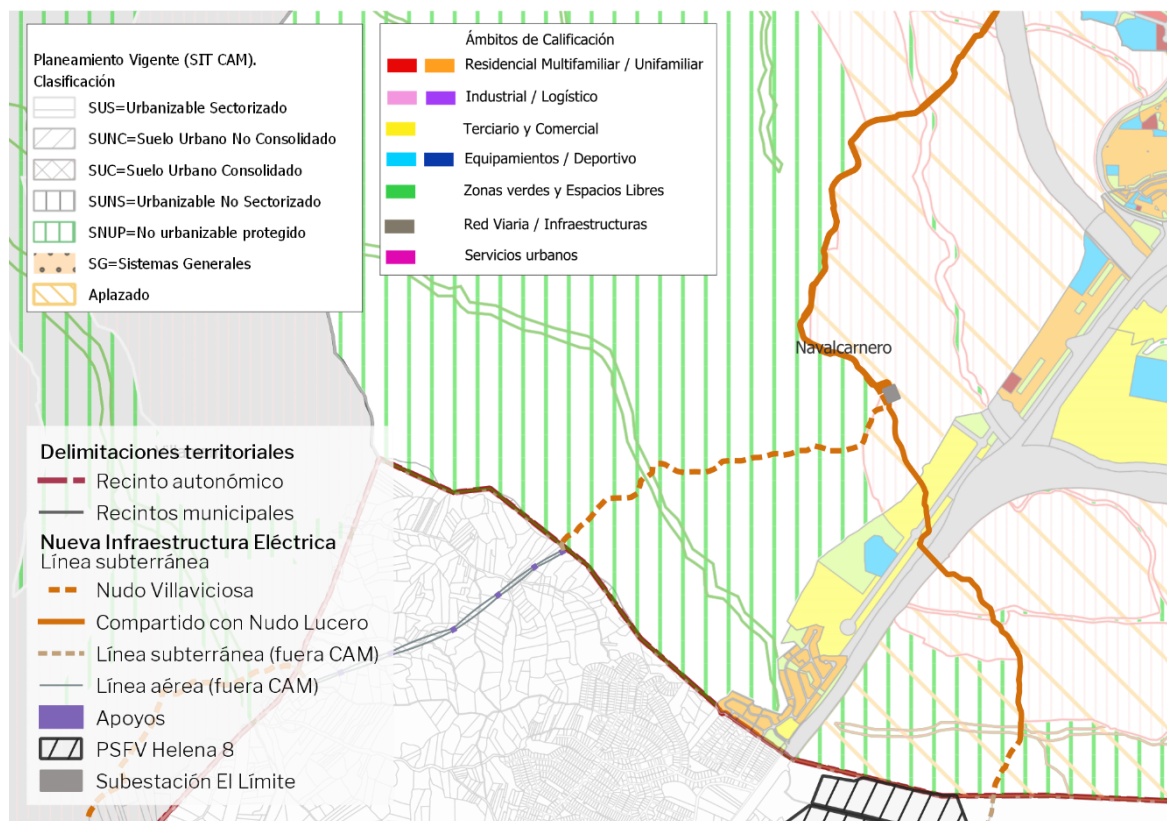 Planeamiento Vigente (SIT CAM).
Clasificación
SUS=Urbanizable Sectorizado
SUNC=Suelo Urbano No Consolidado
SUC=Suelo Urbano Consolidado
SUNS=Urbanizable No Sectorizado
SNUP=No urbanizable protegido
SG=Sistemas Generales
Aplazado
Ámbitos de Calificación
Residencial Multifamiliar / Unifamiliar
Industrial / Logístico
Terciario y Comercial
Equipamientos / Deportivo
Zonas verdes y Espacios Libres
Red Viaria / Infraestructuras
Servicios urbanos
Navalcarnero
Delimitaciones territoriales
Recinto autonómico
Recintos municipales
Nueva Infraestructura Eléctrica
Línea subterránea
Nudo Villaviciosa
Compartido con Nudo Lucero
Línea subterránea (fuera CAM)
Línea aérea (fuera CAM)
Apoyos
PSFV Helena 8
Subestación El Límite